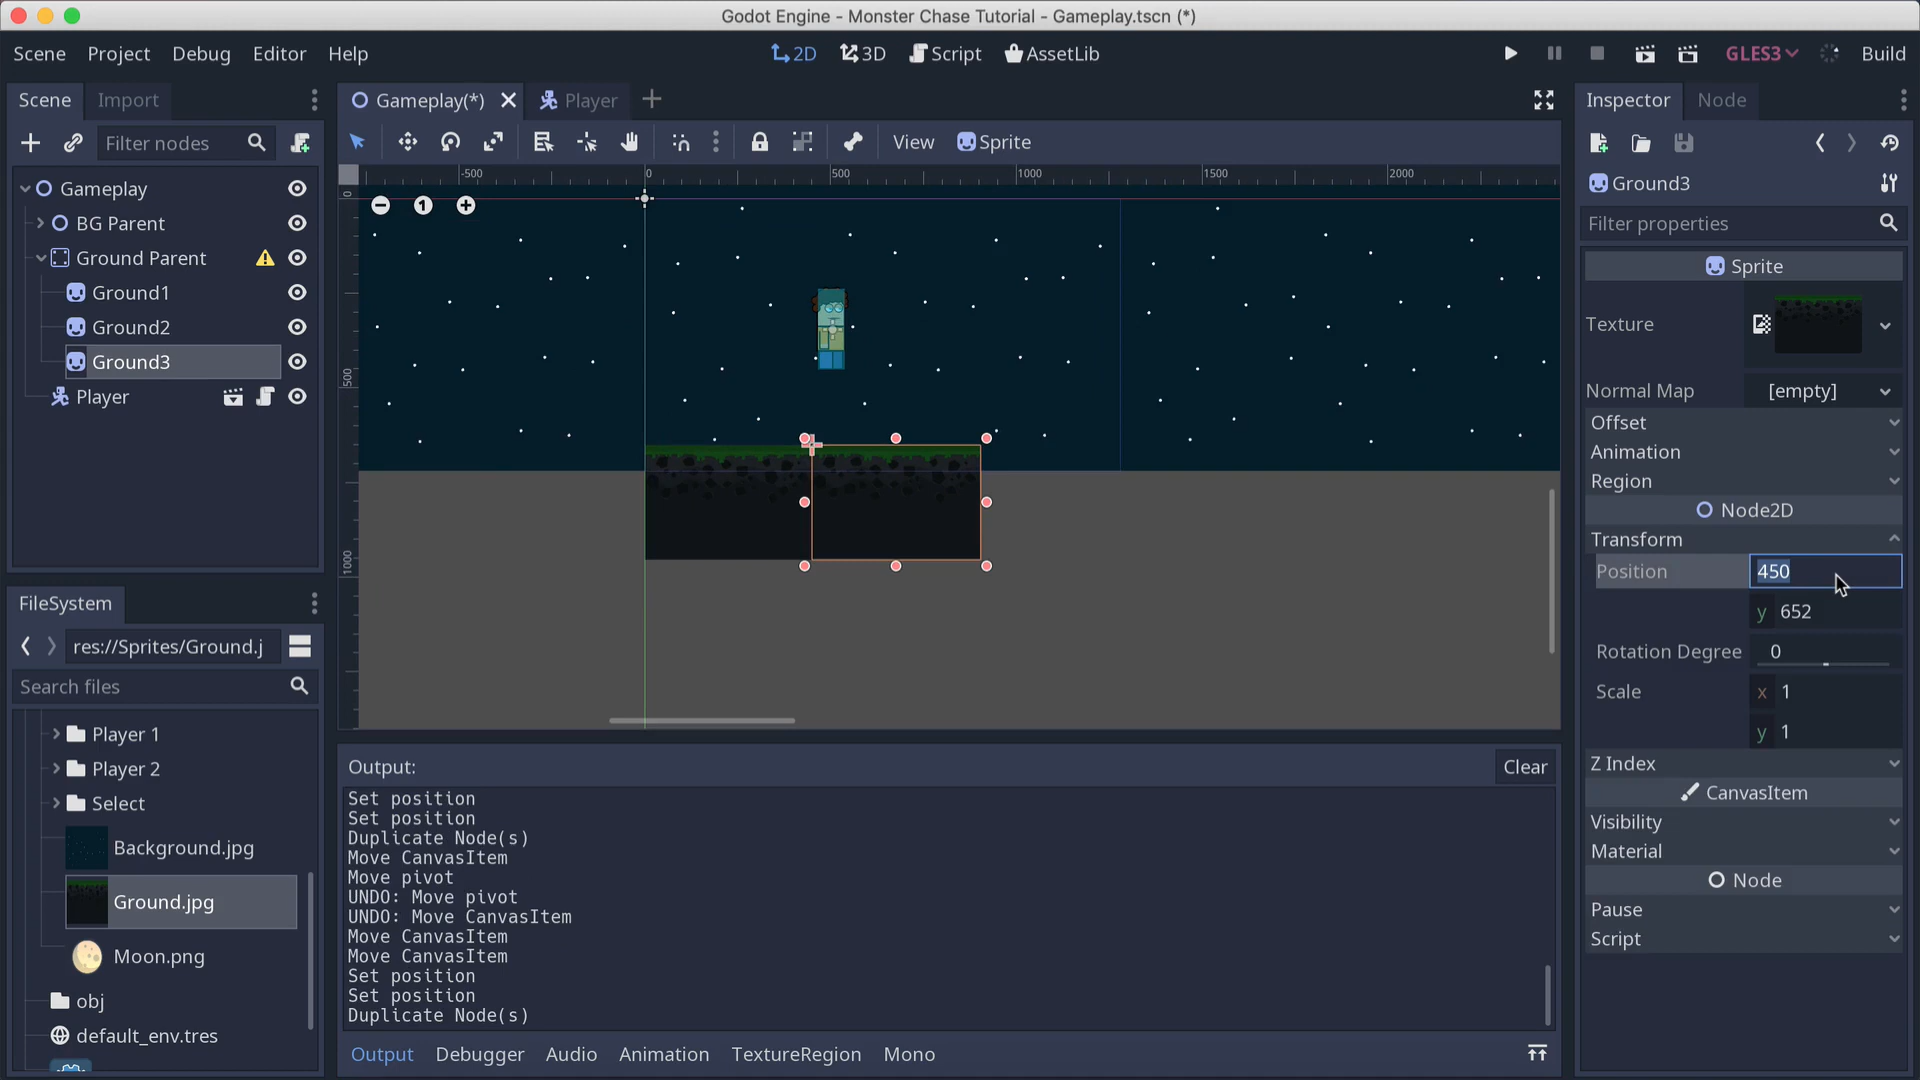 Godot Engine - Monster Chase Tutorial - Gameplay.tscn (*)
Scene Project Debug Editor Help
2D 3D Script AssetLib
GLES3 Build
Scene Import
Filter nodes
Gameplay
BG Parent
Ground Parent
Ground1
Ground2
Ground3
Player
FileSystem
res://Sprites/Ground.j
Search files
Player 1
Player 2
Select
Background.jpg
Ground.jpg
Moon.png
obj
default_env.tres
Gameplay(*) Player
View Sprite
-500 0 500 1000 1500 2000
0
500
1000
1
Output: Clear
Set position
Set position
Duplicate Node(s)
Move CanvasItem
Move pivot
UNDO: Move pivot
UNDO: Move CanvasItem
Move CanvasItem
Move CanvasItem
Set position
Set position
Duplicate Node(s)
Output Debugger Audio Animation TextureRegion Mono
Inspector Node
Ground3
Filter properties
Sprite
Texture
Normal Map [empty]
Offset
Animation
Region
Node2D
Transform
Position 450
y 652
Rotation Degree 0
Scale x 1
y 1
Z Index
CanvasItem
Visibility
Material
Node
Pause
Script